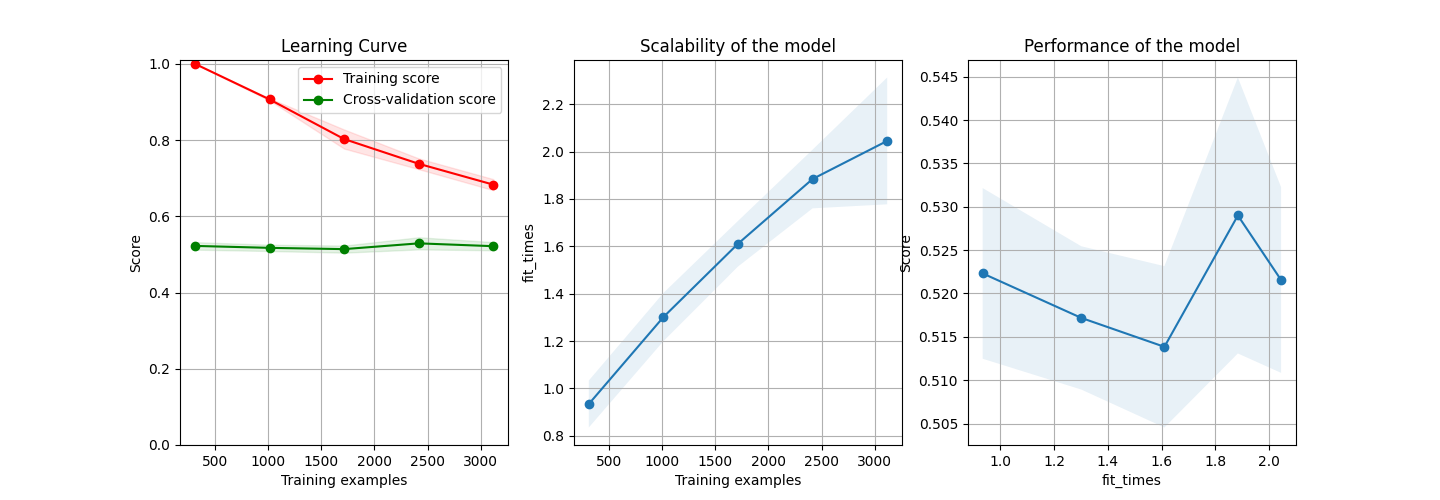 Learning Curve
1.0
0.8
0.6
0.4
0.2
0.0
Score
Training score
Cross-validation score
500 1000 1500 2000 2500 3000
Training examples
Scalability of the model
2.2
2.0
1.8
1.6
1.4
1.2
1.0
0.8
fit_times
500 1000 1500 2000 2500 3000
Training examples
Performance of the model
0.545
0.540
0.535
0.530
0.525
0.520
0.515
0.510
0.505
Score
1.0 1.2 1.4 1.6 1.8 2.0
fit_times